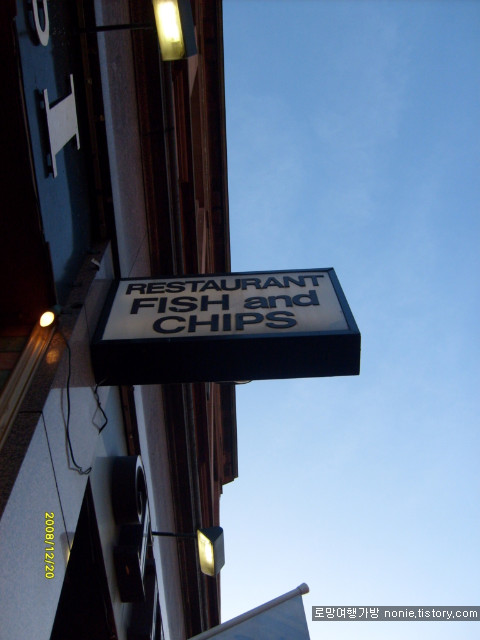 RESTAURANT
FISH and
CHIPS
2008/12/20
로망여행가방 nonie.tistory.com